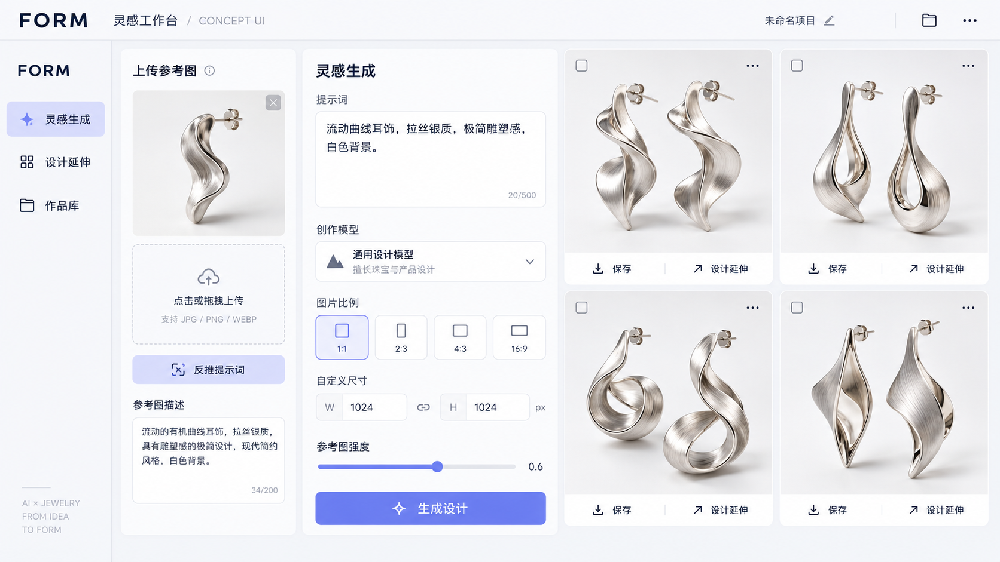 FORM
灵感工作台 / CONCEPT UI
未命名项目
FORM
灵感生成
设计延伸
作品库
AI × JEWELRY
FROM IDEA
TO FORM
上传参考图
点击或拖拽上传
支持 JPG / PNG / WEBP
反推提示词
参考图描述
流动的有机曲线耳饰，拉丝银质，
具有雕塑感的极简设计，现代简约
风格，白色背景。
34/200
灵感生成
提示词
流动曲线耳饰，拉丝银质，极简雕塑感，
白色背景。
20/500
创作模型
通用设计模型
擅长珠宝与产品设计
图片比例
1:1 2:3 4:3 16:9
自定义尺寸
W 1024 H 1024 px
参考图强度
0.6
生成设计
保存 设计延伸
保存 设计延伸
保存 设计延伸
保存 设计延伸